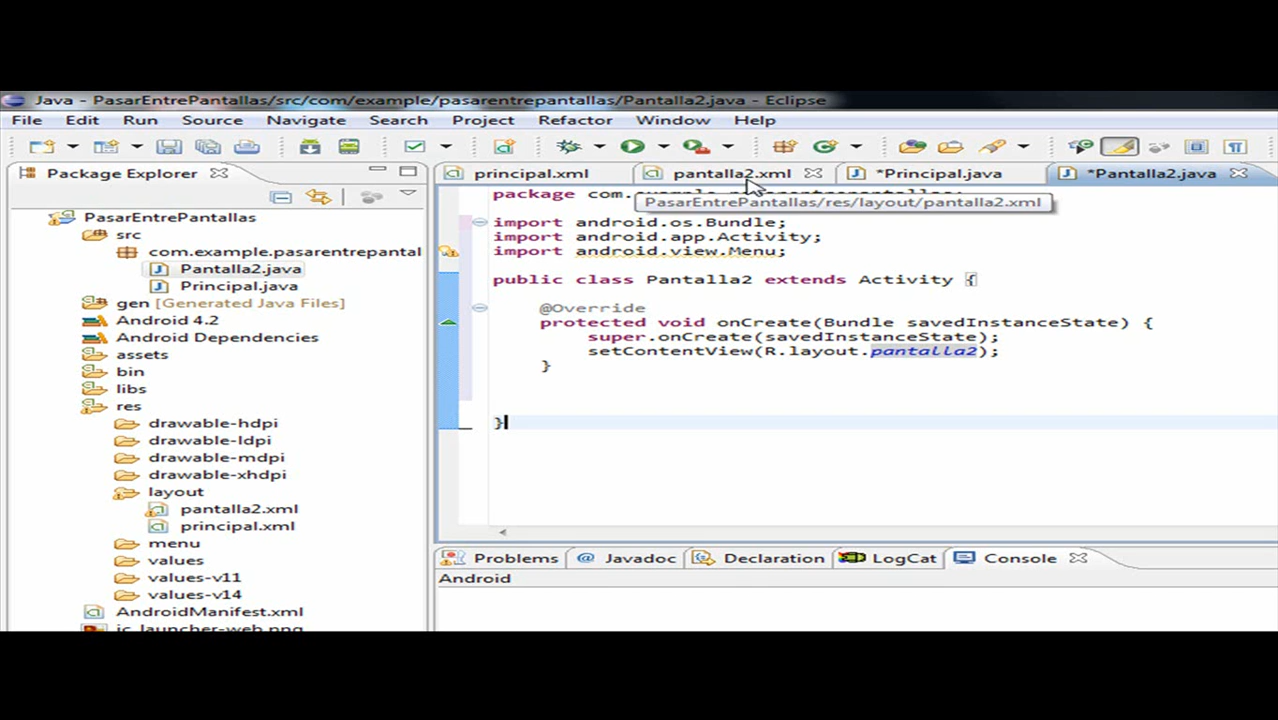 Java - PasarEntrePantallas/src/com/example/pasarentrepantallas/Pantalla2.java - Eclipse
File Edit Run Source Navigate Search Project Refactor Window Help
Package Explorer
principal.xml
pantalla2.xml
*Principal.java
*Pantalla2.java
PasarEntrePantallas
src
com.example.pasarentrepantal
Pantalla2.java
Principal.java
gen [Generated Java Files]
Android 4.2
Android Dependencies
assets
bin
libs
res
drawable-hdpi
drawable-ldpi
drawable-mdpi
drawable-xhdpi
layout
pantalla2.xml
principal.xml
menu
values
values-v11
values-v14
AndroidManifest.xml
ic_launcher-web.png
package com.
PasarEntrePantallas/res/layout/pantalla2.xml
import android.os.Bundle;
import android.app.Activity;
import android.view.Menu;
public class Pantalla2 extends Activity {
@Override
protected void onCreate(Bundle savedInstanceState) {
super.onCreate(savedInstanceState);
setContentView(R.layout.pantalla2);
}
}
Problems
@ Javadoc
Declaration
LogCat
Console
Android